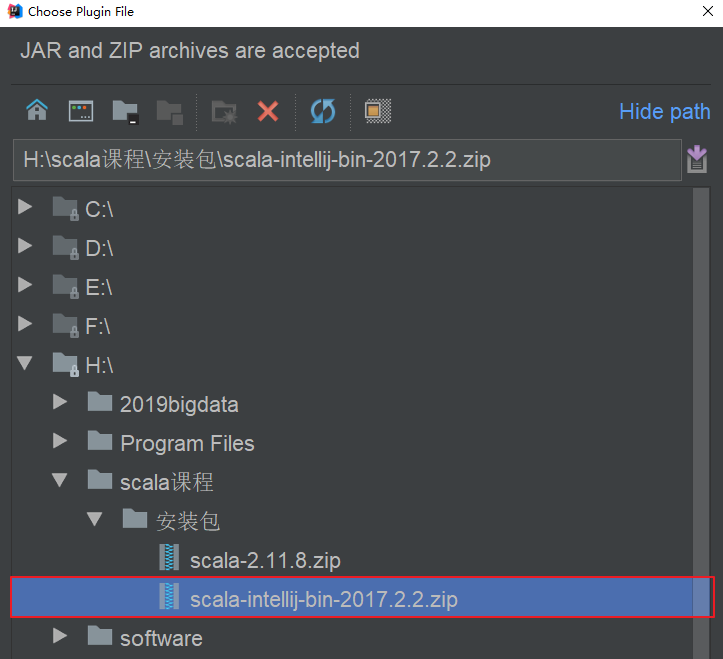 Choose Plugin File
JAR and ZIP archives are accepted
Hide path
H:\scala课程\安装包\scala-intellij-bin-2017.2.2.zip
C:\
D:\
E:\
F:\
H:\
2019bigdata
Program Files
scala课程
安装包
scala-2.11.8.zip
scala-intellij-bin-2017.2.2.zip
software